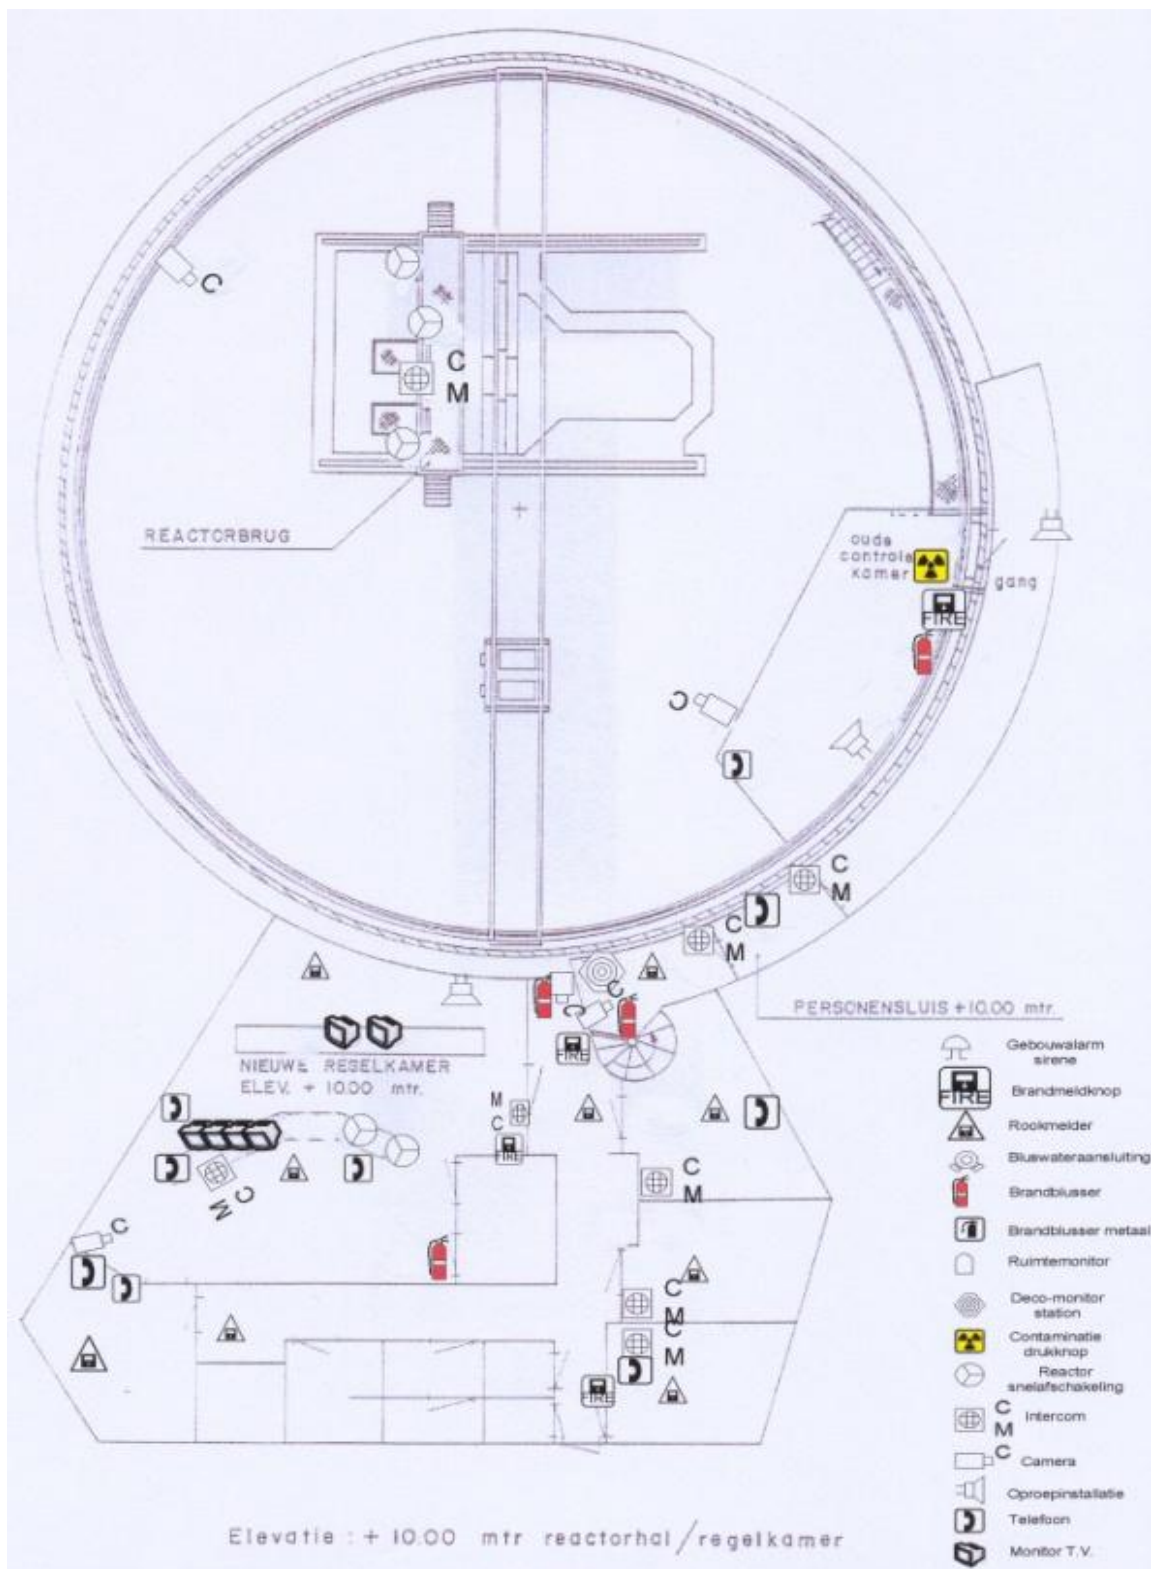 C
C
M
REACTORBRUG
oude
controle
kamer
gang
FIRE
C
C
M
C
M
C
C
PERSONENSLUIS +10.00 mtr.
FIRE
NIEUWE REGELKAMER
ELEV. + 10.00 mtr.
M
C
FIRE
C
M
C
M
C
C
M
C
M
FIRE
Gebouwalarm
sirene
FIRE
Brandmeldknop
Rookmelder
Bluswateraansluiting
Brandblusser
Brandblusser metaal
Ruimtemonitor
Deco-monitor
station
Contaminatie
drukknop
Reactor
snelafschakeling
C
M
Intercom
C
Camera
Oproepinstallatie
Telefoon
Monitor T.V.
Elevatie : + 10.00 mtr reactorhal/regelkamer